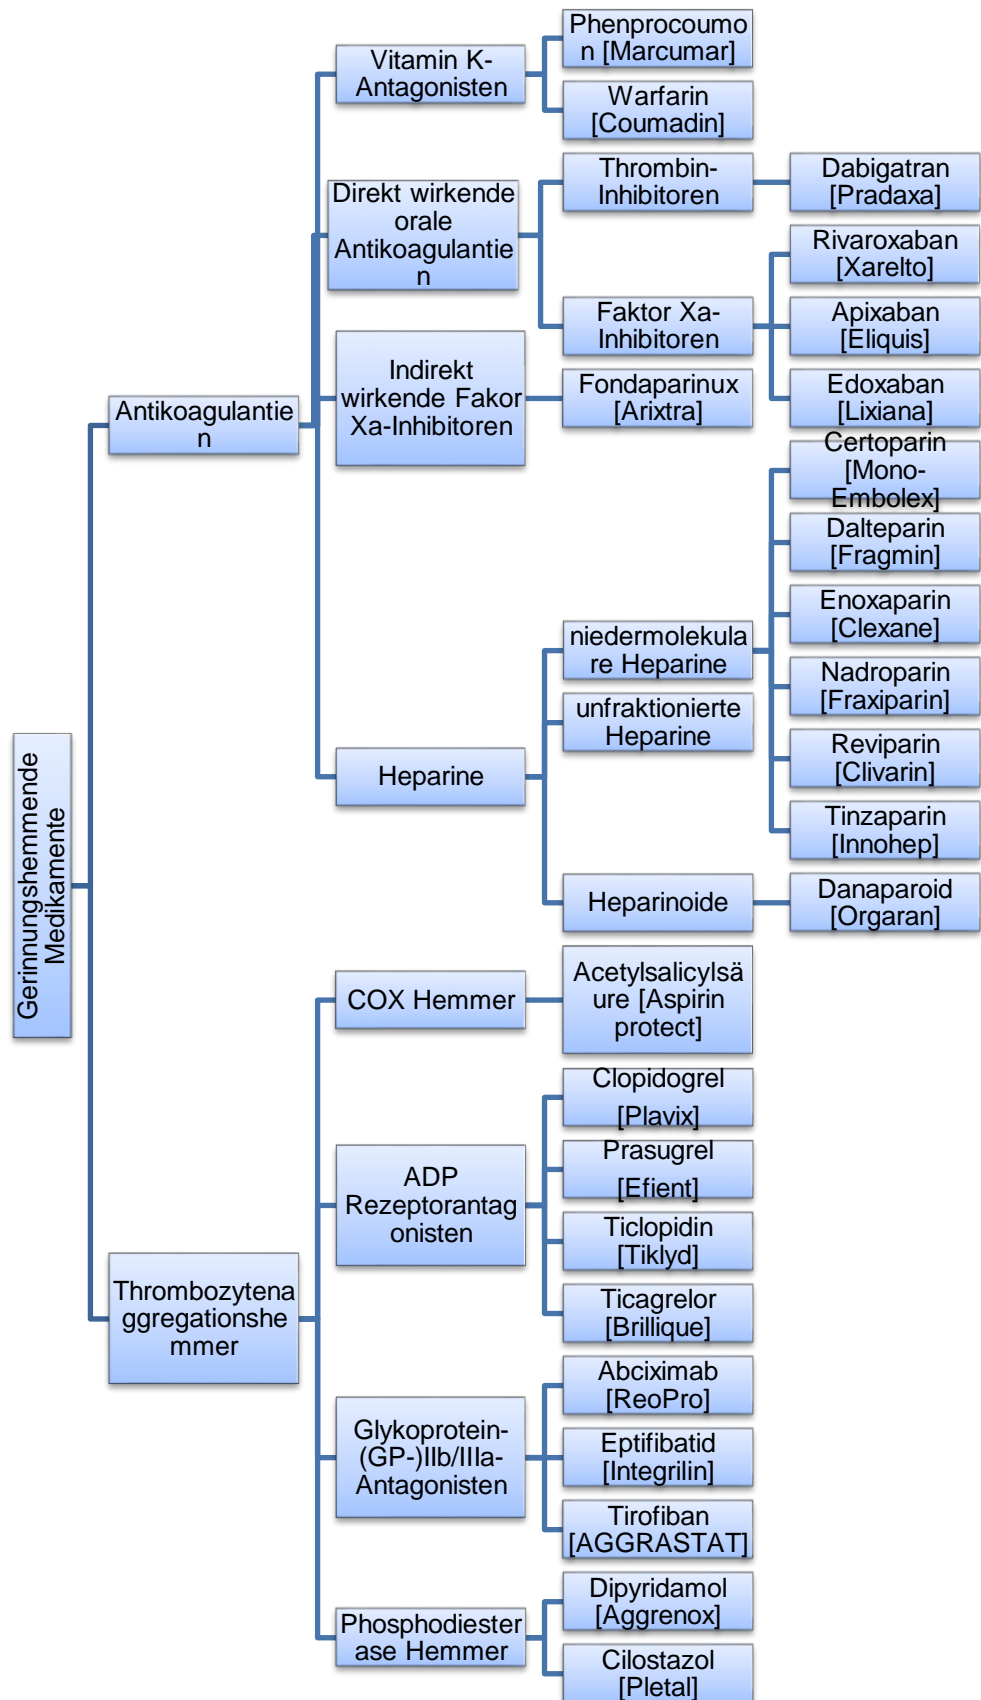 Gerinnungshemmende
Medikamente
Antikoagulantie
n
Vitamin K-
Antagonisten
Phenprocoumo
n [Marcumar]
Warfarin
[Coumadin]
Direkt wirkende
orale
Antikoagulantie
n
Thrombin-
Inhibitoren
Dabigatran
[Pradaxa]
Faktor Xa-
Inhibitoren
Rivaroxaban
[Xarelto]
Apixaban
[Eliquis]
Edoxaban
[Lixiana]
Indirekt
wirkende Fakor
Xa-Inhibitoren
Fondaparinux
[Arixtra]
Heparine
niedermolekula
re Heparine
Certoparin
[Mono-
Embolex]
Dalteparin
[Fragmin]
Enoxaparin
[Clexane]
Nadroparin
[Fraxiparin]
Reviparin
[Clivarin]
Tinzaparin
[Innohep]
unfraktionierte
Heparine
Heparinoide
Danaparoid
[Orgaran]
Thrombozytena
ggregationshe
mmer
COX Hemmer
Acetylsalicylsä
ure [Aspirin
protect]
ADP
Rezeptorantag
onisten
Clopidogrel
[Plavix]
Prasugrel
[Efient]
Ticlopidin
[Tiklyd]
Ticagrelor
[Brillique]
Glykoprotein-
(GP-)IIb/IIIa-
Antagonisten
Abciximab
[ReoPro]
Eptifibatid
[Integrilin]
Tirofiban
[AGGRASTAT]
Phosphodiester
ase Hemmer
Dipyridamol
[Aggrenox]
Cilostazol
[Pletal]